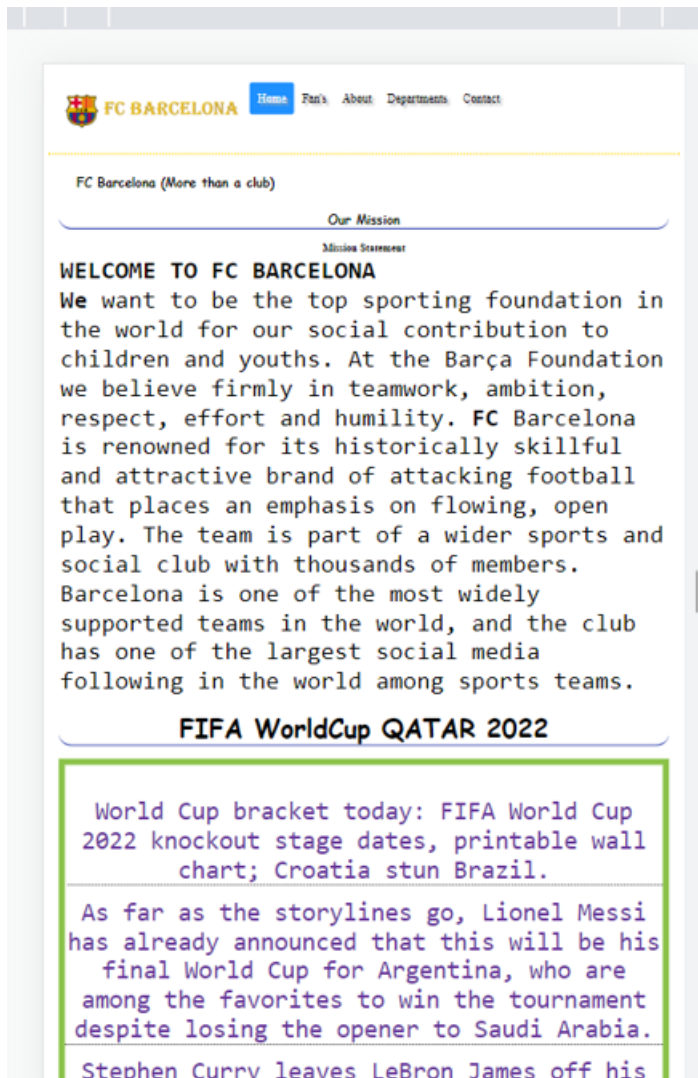 FC BARCELONA Home Fan's About Departments Contact
FC Barcelona (More than a club)
Our Mission
Mission Statement
WELCOME TO FC BARCELONA
We want to be the top sporting foundation in
the world for our social contribution to
children and youths. At the Barça Foundation
we believe firmly in teamwork, ambition,
respect, effort and humility. FC Barcelona
is renowned for its historically skillful
and attractive brand of attacking football
that places an emphasis on flowing, open
play. The team is part of a wider sports and
social club with thousands of members.
Barcelona is one of the most widely
supported teams in the world, and the club
has one of the largest social media
following in the world among sports teams.
FIFA WorldCup QATAR 2022
World Cup bracket today: FIFA World Cup
2022 knockout stage dates, printable wall
chart; Croatia stun Brazil.
As far as the storylines go, Lionel Messi
has already announced that this will be his
final World Cup for Argentina, who are
among the favorites to win the tournament
despite losing the opener to Saudi Arabia.
Stephen Curry leaves LeBron James off his